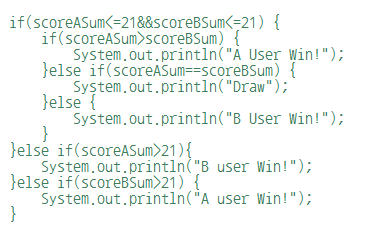 if(scoreASum<=21&&scoreBSum<=21) {
    if(scoreASum>scoreBSum) {
        System.out.println("A User Win!");
    }else if(scoreASum==scoreBSum) {
        System.out.println("Draw");
    }else {
        System.out.println("B User Win!");
    }
}else if(scoreASum>21){
    System.out.println("B user Win!");
}else if(scoreBSum>21) {
    System.out.println("A user Win!");
}